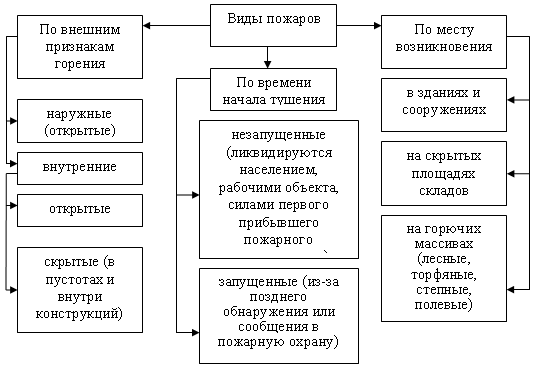 Виды пожаров
По внешним
признакам
горения
наружные
(открытые)
внутренние
открытые
скрытые (в
пустотах и
внутри
конструкций)
По времени
начала тушения
незапущенные
(ликвидируются
населением,
рабочими объекта,
силами первого
прибывшего
пожарного
запущенные (из-за
позднего
обнаружения или
сообщения в
пожарную охрану)
По месту
возникновения
в зданиях и
сооружениях
на скрытых
площадях
складов
на горючих
массивах
(лесные,
торфяные,
степные,
полевые)